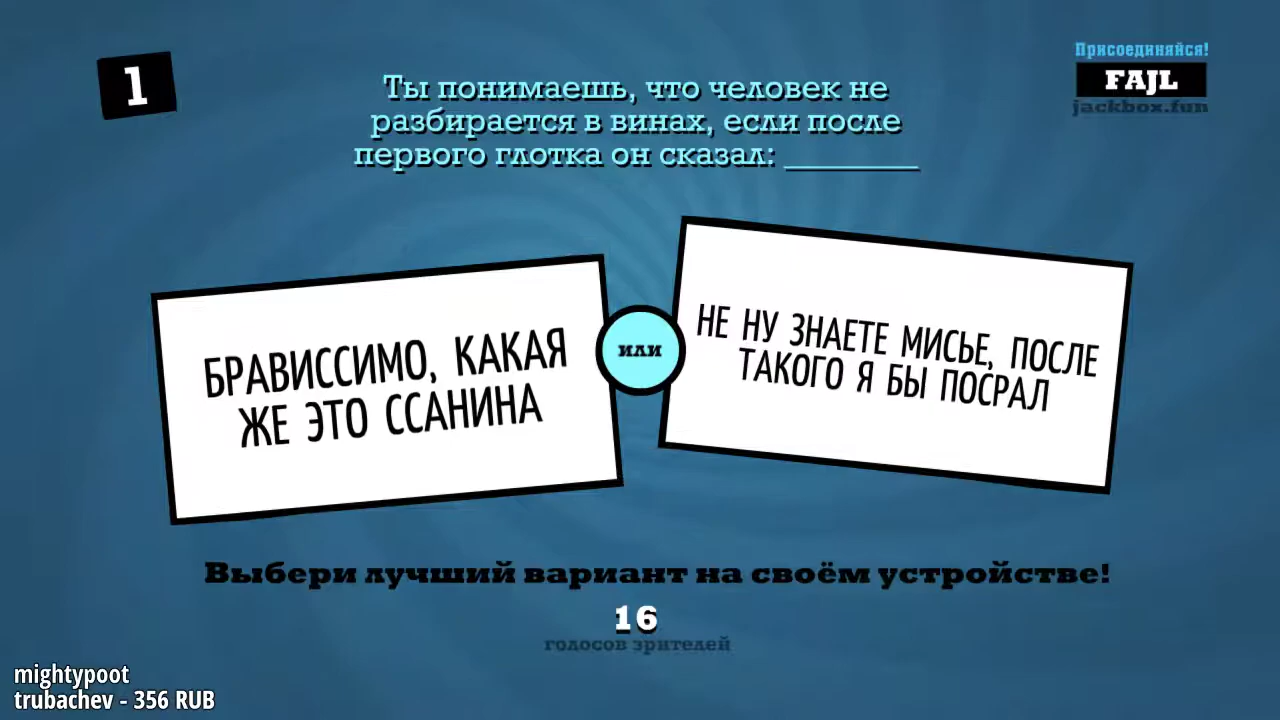 1
Ты понимаешь, что человек не
разбирается в винах, если после
первого глотка он сказал: ________
Присоединяйся!
FAJL
jackbox.fun
БРАВИССИМО, КАКАЯ
ЖЕ ЭТО ССАНИНА
или
НЕ НУ ЗНАЕТЕ МИСЬЕ, ПОСЛЕ
ТАКОГО Я БЫ ПОСРАЛ
Выбери лучший вариант на своём устройстве!
16
голосов зрителей
mightypoot
trubachev - 356 RUB